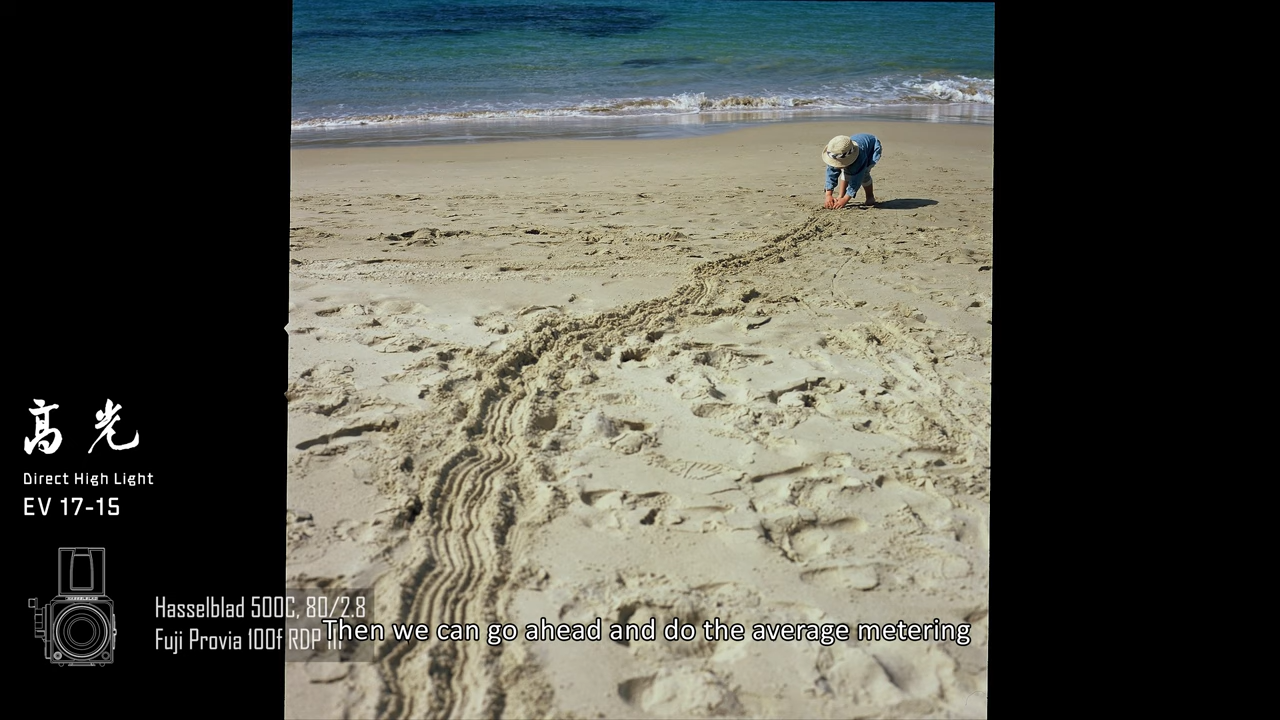 高光
Direct High Light
EV 17-15
Hasselblad 500C, 80/2.8
Fuji Provia 100f RDP III
Then we can go ahead and do the average metering